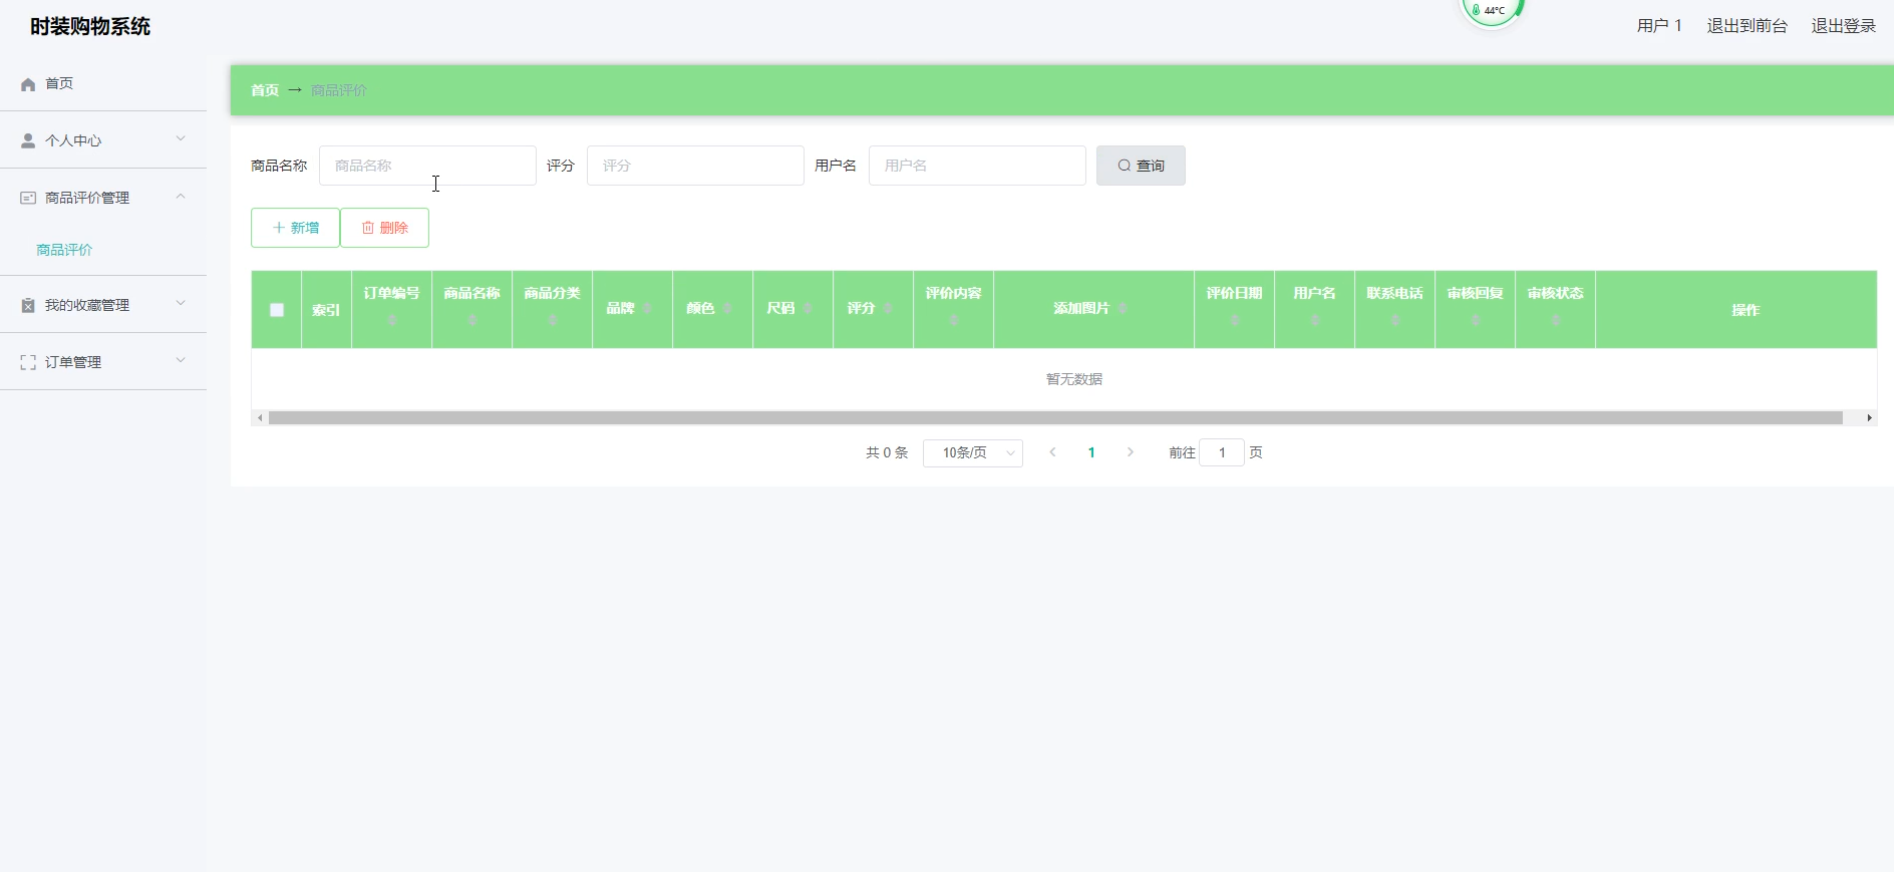 时装购物系统
44°C
用户 1 退出到前台 退出登录
首页
个人中心
商品评价管理
商品评价
我的收藏管理
订单管理
首页 → 商品评价
商品名称 商品名称 评分 评分 用户名 用户名 查询
新增 删除
索引 订单编号 商品名称 商品分类 品牌 颜色 尺码 评分 评价内容 添加图片 评价日期 用户名 联系电话 审核回复 审核状态 操作
暂无数据
共 0 条 10条/页 1 前往 1 页